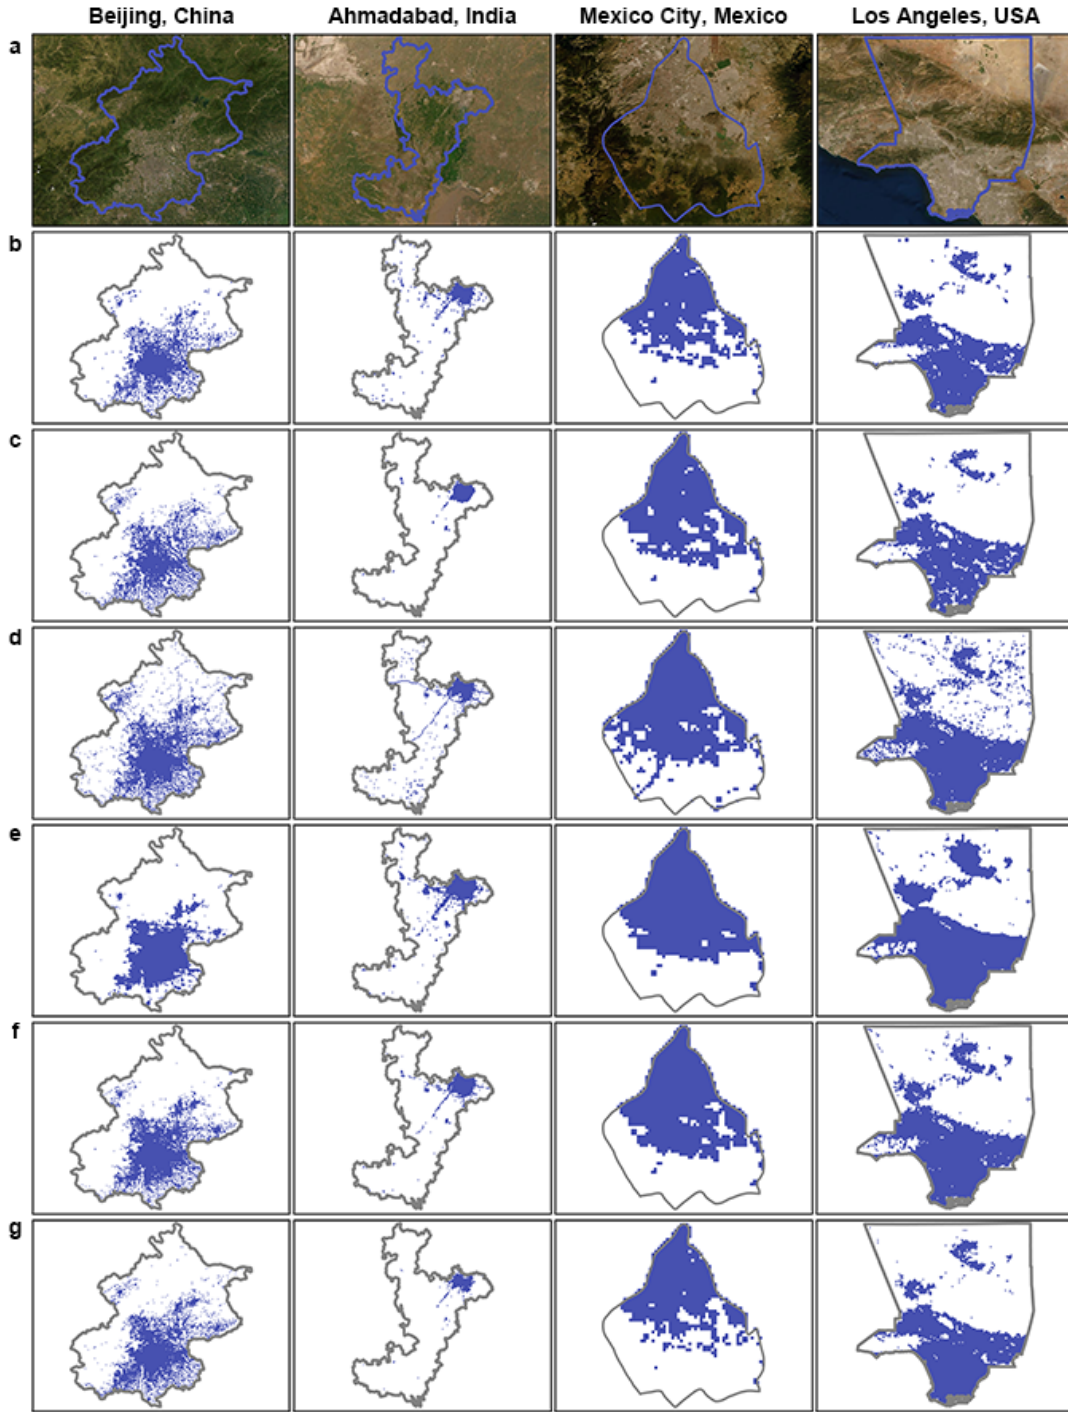 Beijing, China Ahmadabad, India Mexico City, Mexico Los Angeles, USA
a
b
c
d
e
f
g